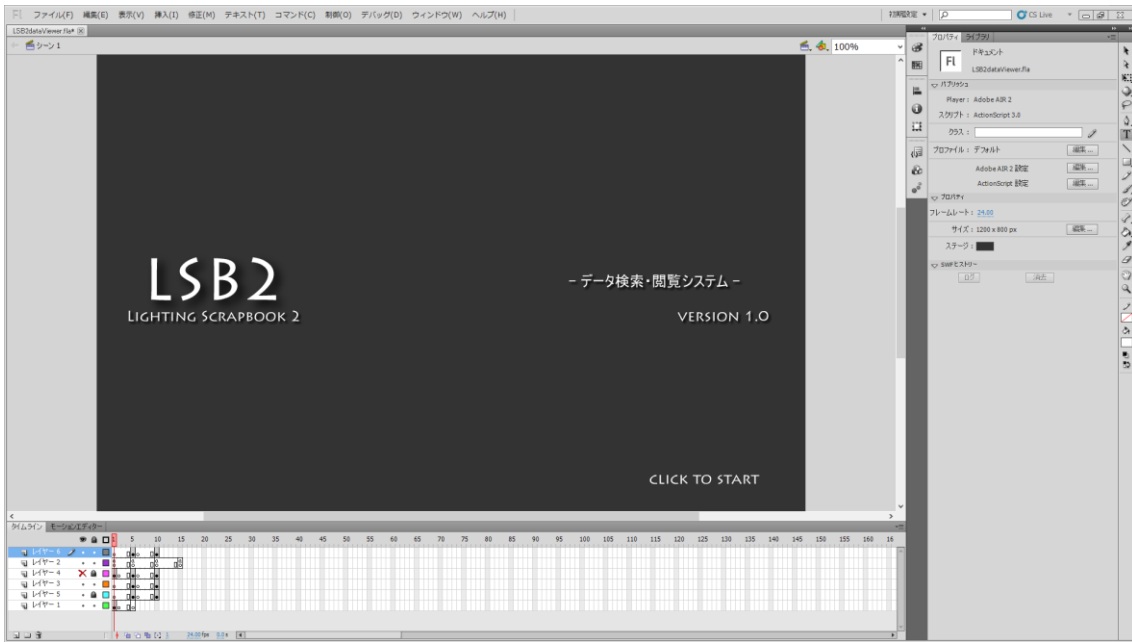 Fl ファイル(F) 編集(E) 表示(V) 挿入(I) 修正(M) テキスト(T) コマンド(C) 制御(O) デバッグ(D) ウィンドウ(W) ヘルプ(H) 初期設定 CS Live
LSB2dataViewer.fla*
シーン 1 100%
LSB2
LIGHTING SCRAPBOOK 2
– データ検索・閲覧システム –
VERSION 1.0
CLICK TO START
プロパティ ライブラリ
Fl ドキュメント
LSB2dataViewer.fla
パブリッシュ
Player : Adobe AIR 2
スクリプト : ActionScript 3.0
クラス :
プロファイル : デフォルト 編集...
Adobe AIR 2 設定 編集...
ActionScript 設定 編集...
プロパティ
フレームレート : 24.00
サイズ : 1200 x 800 px 編集...
ステージ :
SWF ヒストリー
ログ 消去
タイムライン モーションエディター
5 10 15 20 25 30 35 40 45 50 55 60 65 70 75 80 85 90 95 100 105 110 115 120 125 130 135 140 145 150 155 160 16
レイヤー 6
レイヤー 2
レイヤー 4
レイヤー 3
レイヤー 5
レイヤー 1
1 24.00 fps 0.0 s